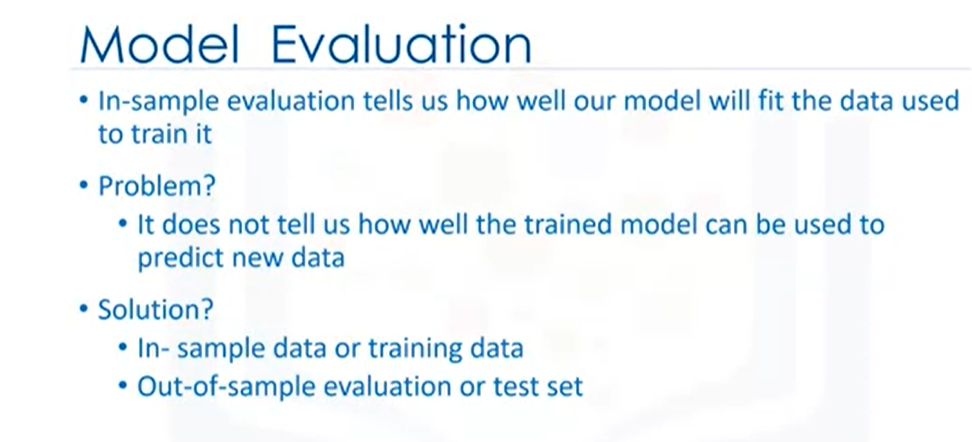 Model Evaluation
• In-sample evaluation tells us how well our model will fit the data used
to train it
• Problem?
• It does not tell us how well the trained model can be used to
predict new data
• Solution?
• In- sample data or training data
• Out-of-sample evaluation or test set